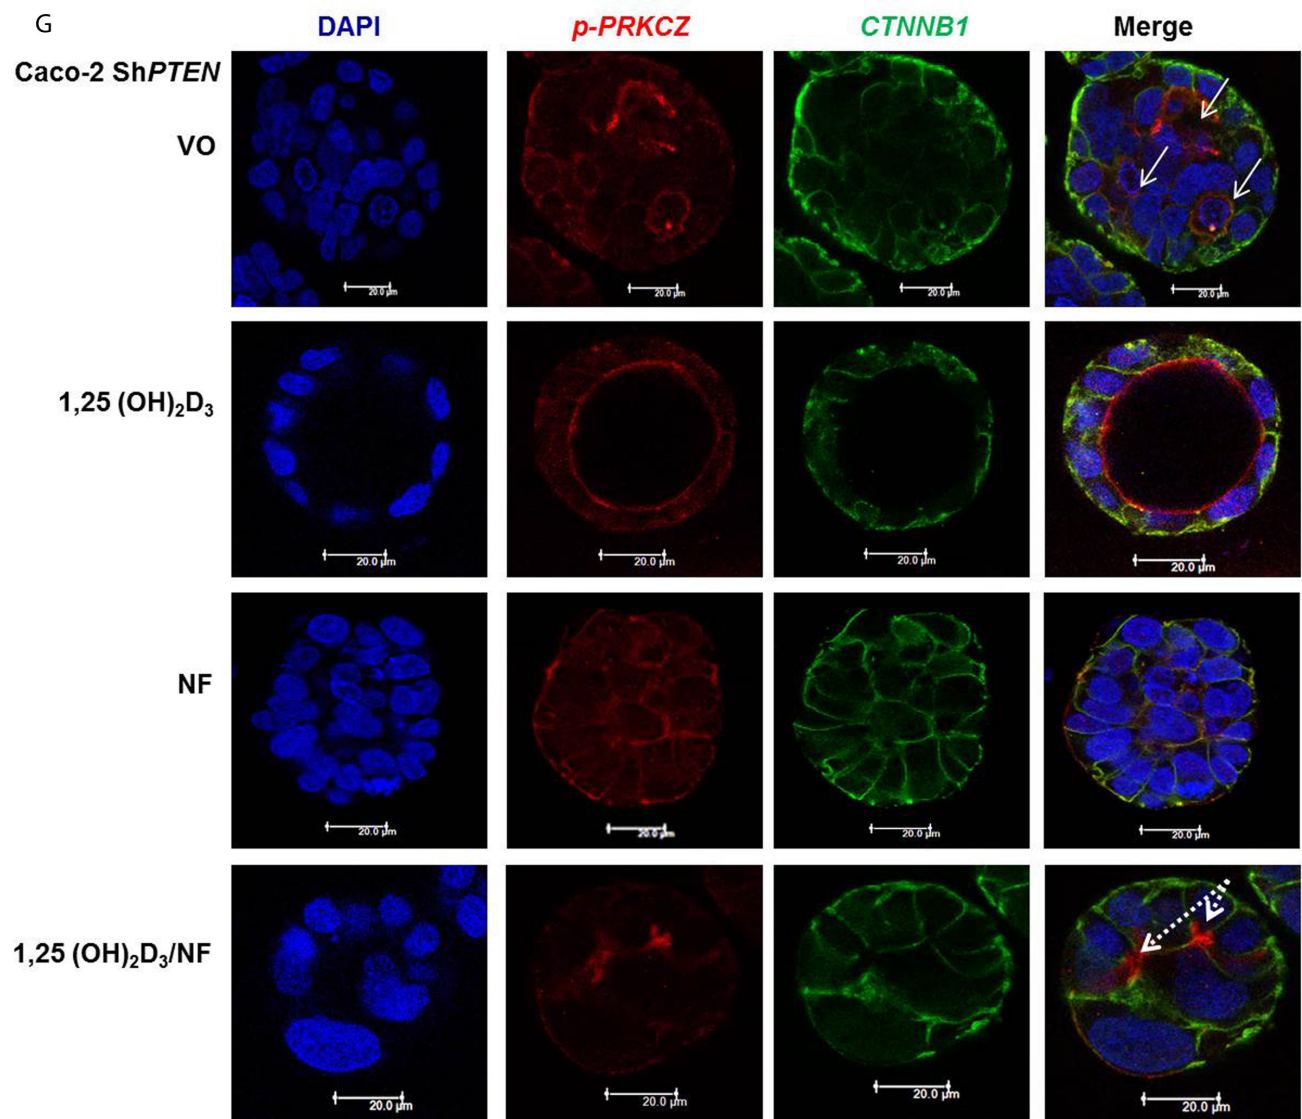 G
DAPI p-PRKCZ CTNNB1 Merge
Caco-2 ShPTEN
VO
20.0 µm 20.0 µm 20.0 µm 20.0 µm
1,25 (OH)₂D₃
20.0 µm 20.0 µm 20.0 µm 20.0 µm
NF
20.0 µm 20.0 µm 20.0 µm 20.0 µm
1,25 (OH)₂D₃/NF
20.0 µm 20.0 µm 20.0 µm 20.0 µm